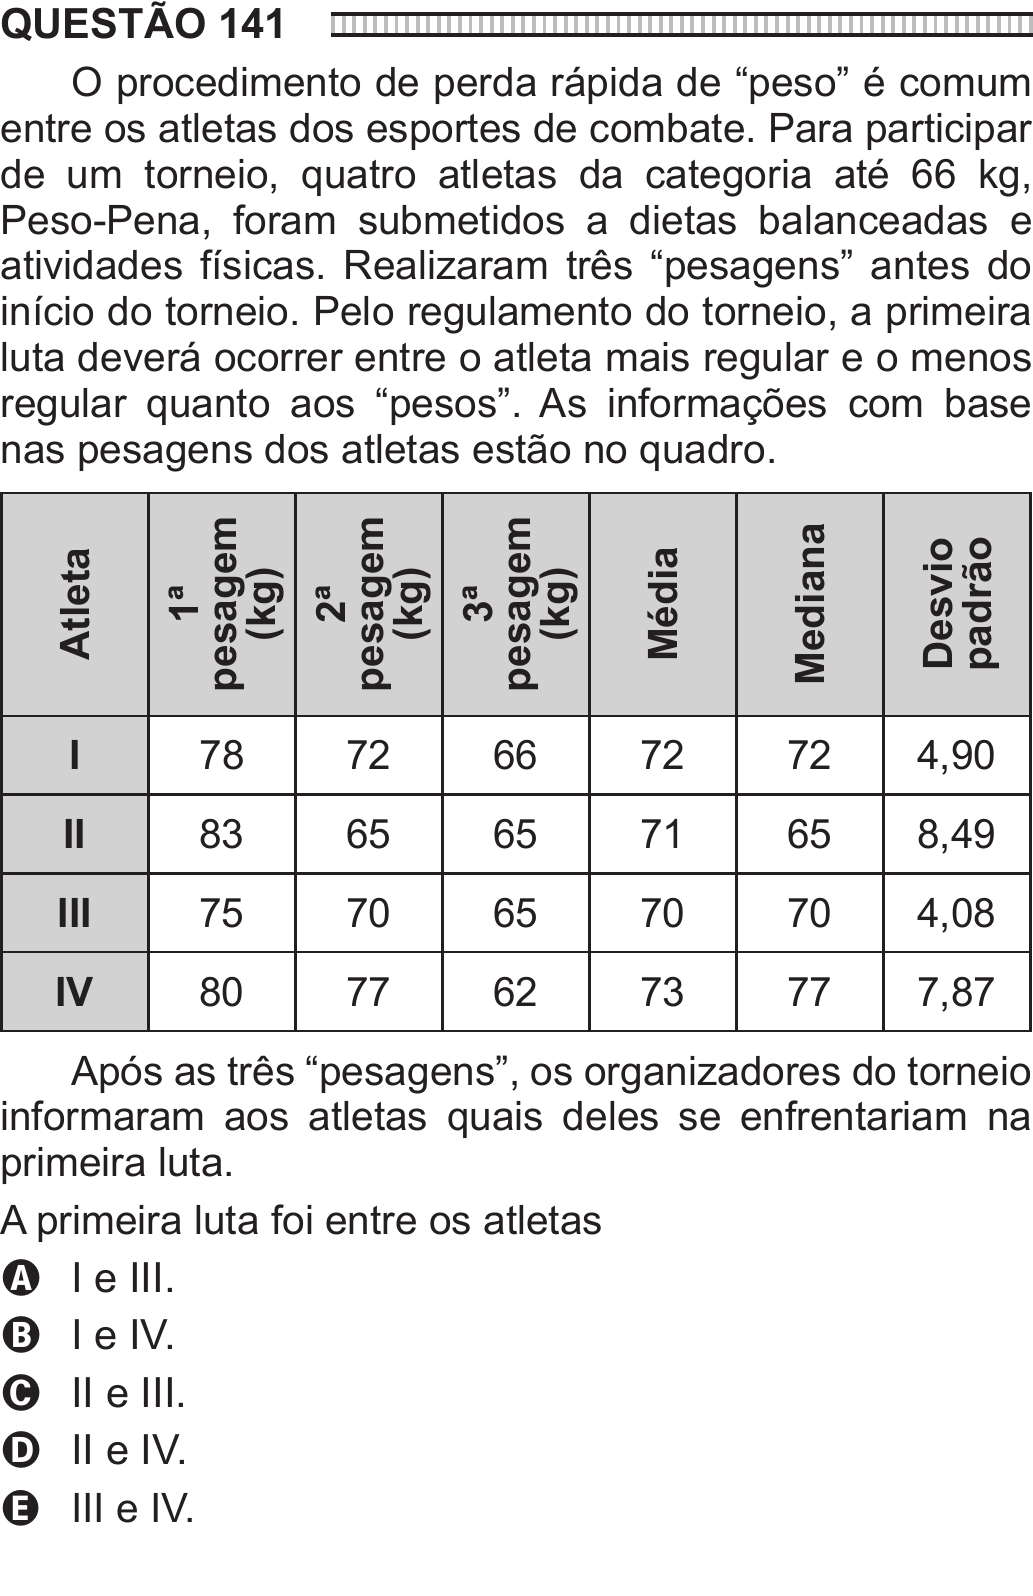 QUESTÃO 141
O procedimento de perda rápida de “peso” é comum
entre os atletas dos esportes de combate. Para participar
de um torneio, quatro atletas da categoria até 66 kg,
Peso-Pena, foram submetidos a dietas balanceadas e
atividades físicas. Realizaram três “pesagens” antes do
início do torneio. Pelo regulamento do torneio, a primeira
luta deverá ocorrer entre o atleta mais regular e o menos
regular quanto aos “pesos”. As informações com base
nas pesagens dos atletas estão no quadro.
Atleta 1ª pesagem (kg) 2ª pesagem (kg) 3ª pesagem (kg) Média Mediana Desvio padrão
I 78 72 66 72 72 4,90
II 83 65 65 71 65 8,49
III 75 70 65 70 70 4,08
IV 80 77 62 73 77 7,87
Após as três “pesagens”, os organizadores do torneio
informaram aos atletas quais deles se enfrentariam na
primeira luta.
A primeira luta foi entre os atletas
A I e III.
B I e IV.
C II e III.
D II e IV.
E III e IV.